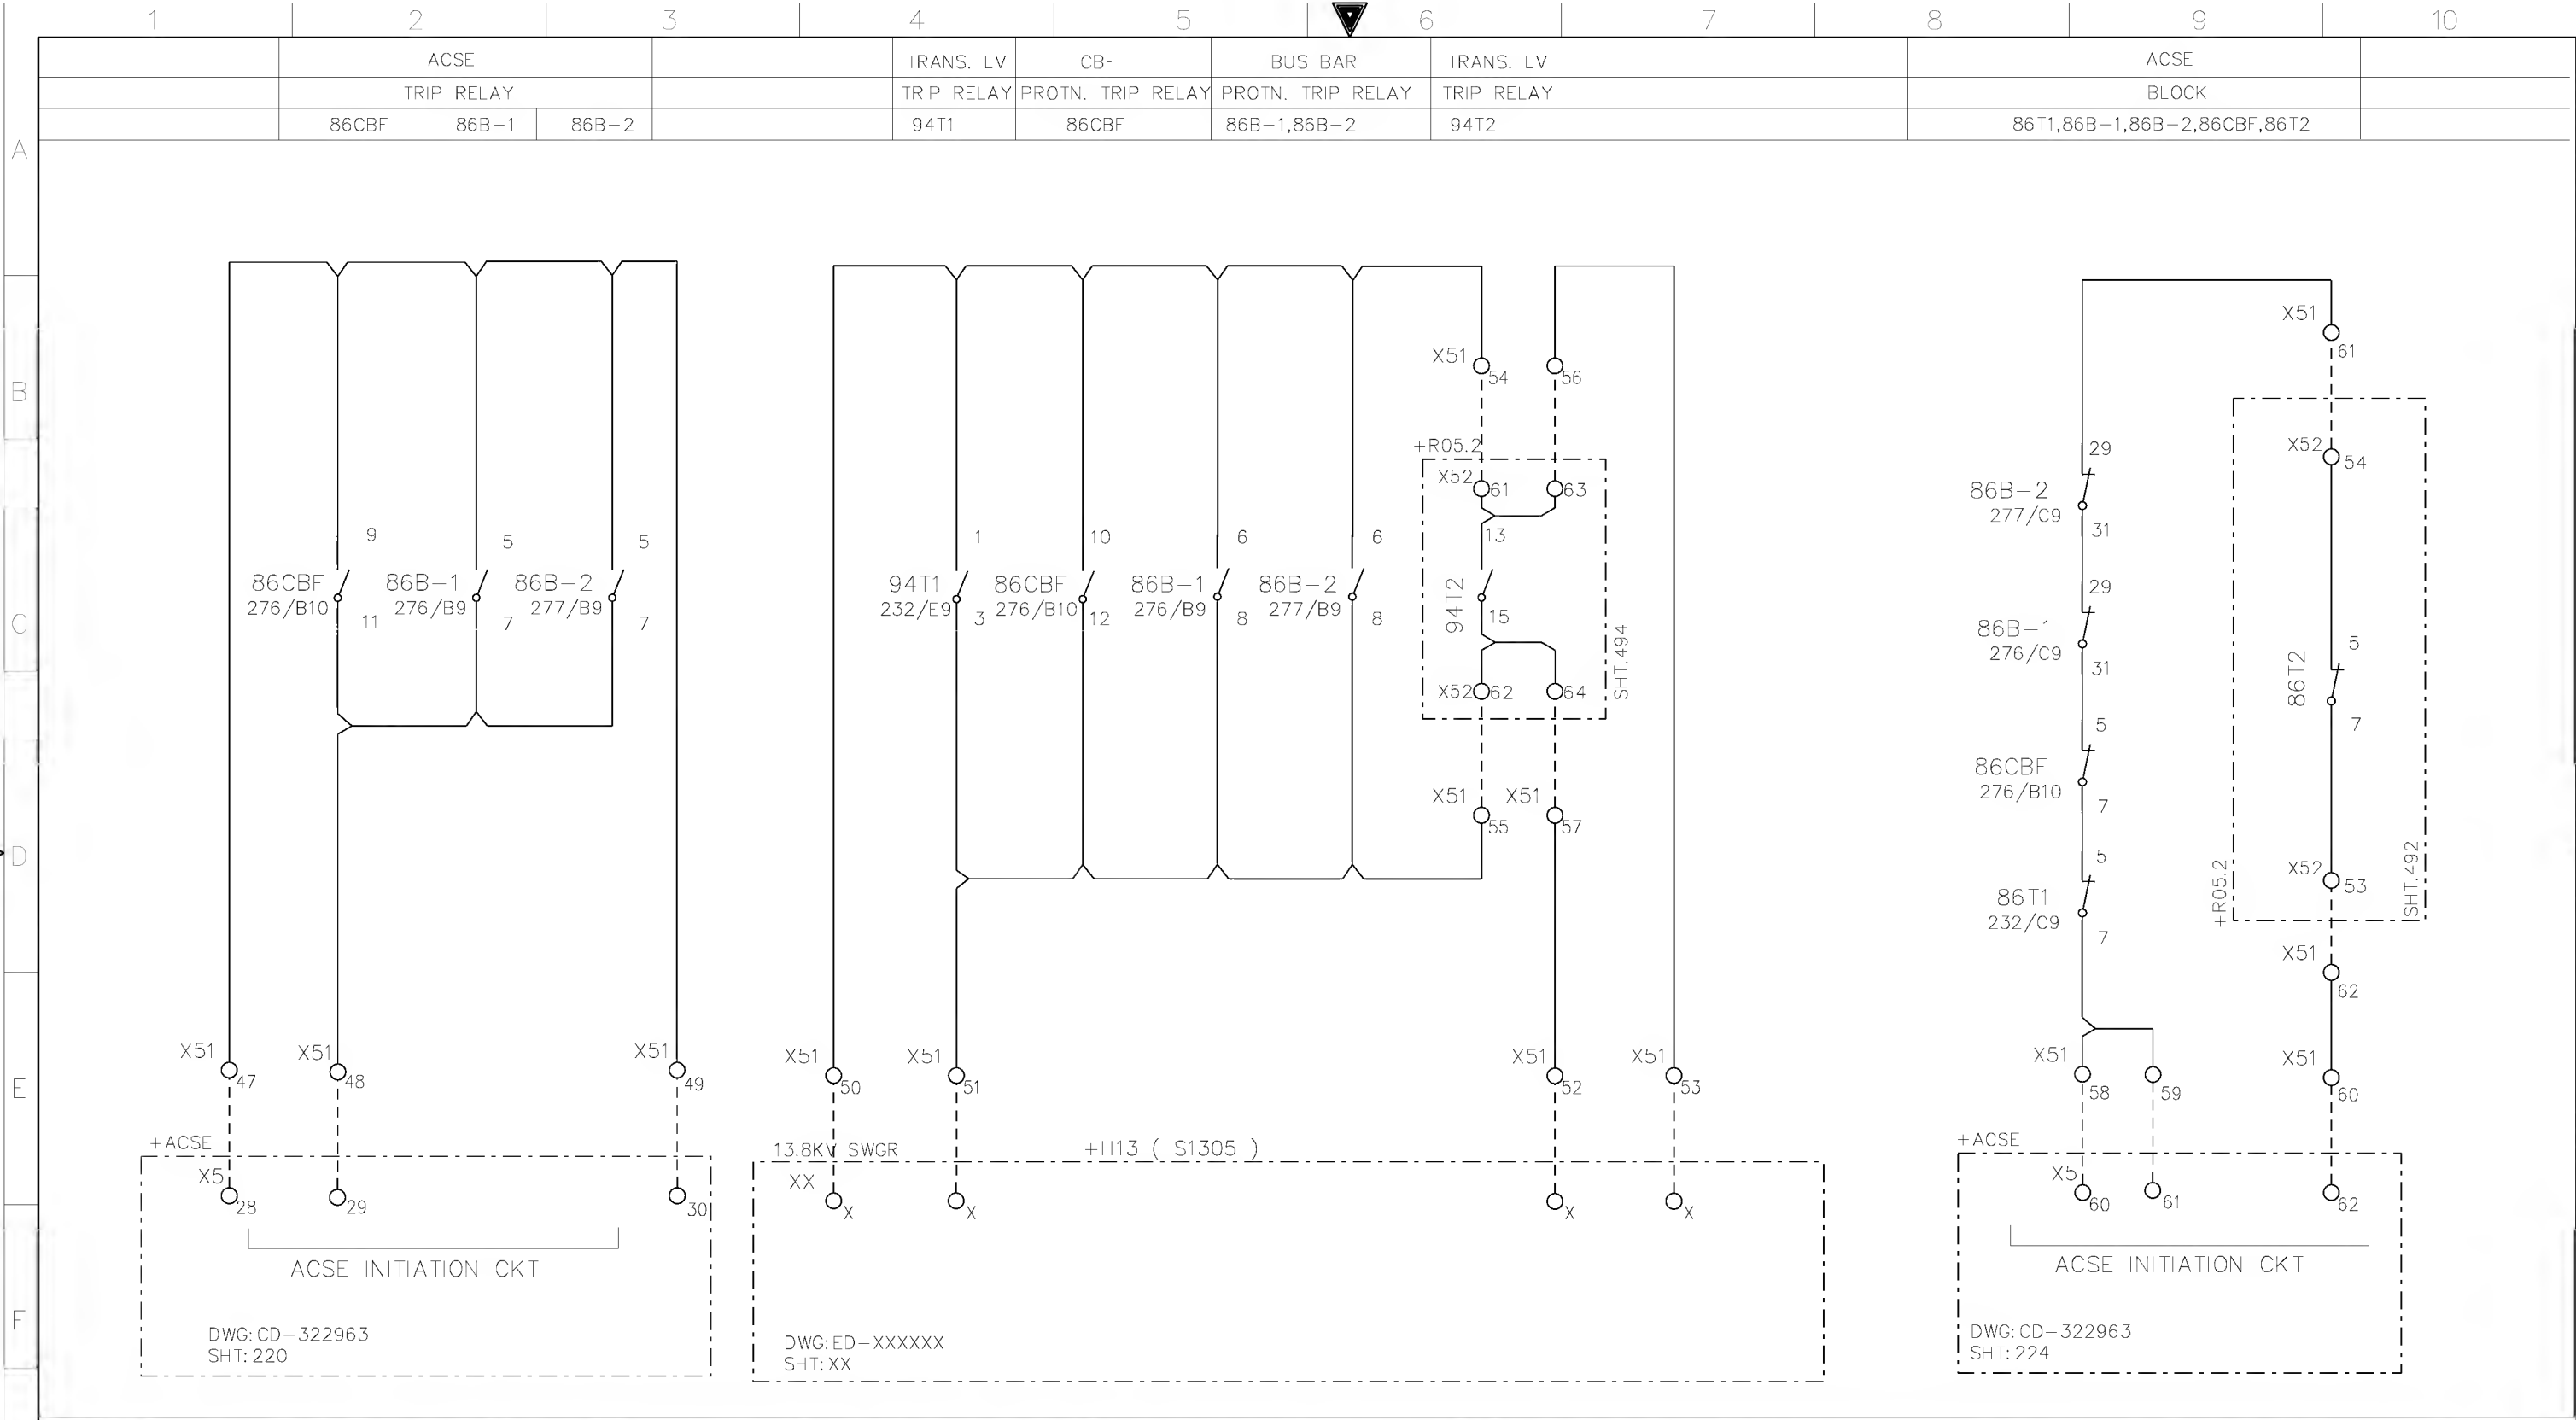 1 2 3 4 5 6 7 8 9 10
ACSE TRANS. LV CBF BUS BAR TRANS. LV ACSE
TRIP RELAY TRIP RELAY PROTN. TRIP RELAY PROTN. TRIP RELAY TRIP RELAY BLOCK
86CBF 86B-1 86B-2 94T1 86CBF 86B-1,86B-2 94T2 86T1,86B-1,86B-2,86CBF,86T2
A
B
C
D
E
F
9
86CBF
276/B10
11
5
86B-1
276/B9
7
5
86B-2
277/B9
7
X51
47
X51
48
X51
49
+ACSE
X5
28
29
30
ACSE INITIATION CKT
DWG:CD-322963
SHT:220
1
94T1
232/E9
3
10
86CBF
276/B10
12
6
86B-1
276/B9
8
6
86B-2
277/B9
8
X51
54
56
+R05.2
X52
61
63
13
94T2
15
X52
62
64
SHT.494
X51
55
X51
57
X51
50
X51
51
X51
52
X51
53
13.8KV SWGR
+H13 ( S1305 )
XX
X
X
X
X
DWG:ED-XXXXXX
SHT:XX
29
86B-2
277/C9
31
29
86B-1
276/C9
31
5
86CBF
276/B10
7
5
86T1
232/C9
7
X51
61
X52
54
5
86T2
7
X52
53
+R05.2
SHT.492
X51
62
X51
58
59
X51
60
+ACSE
X5
60
61
62
ACSE INITIATION CKT
DWG:CD-322963
SHT:224